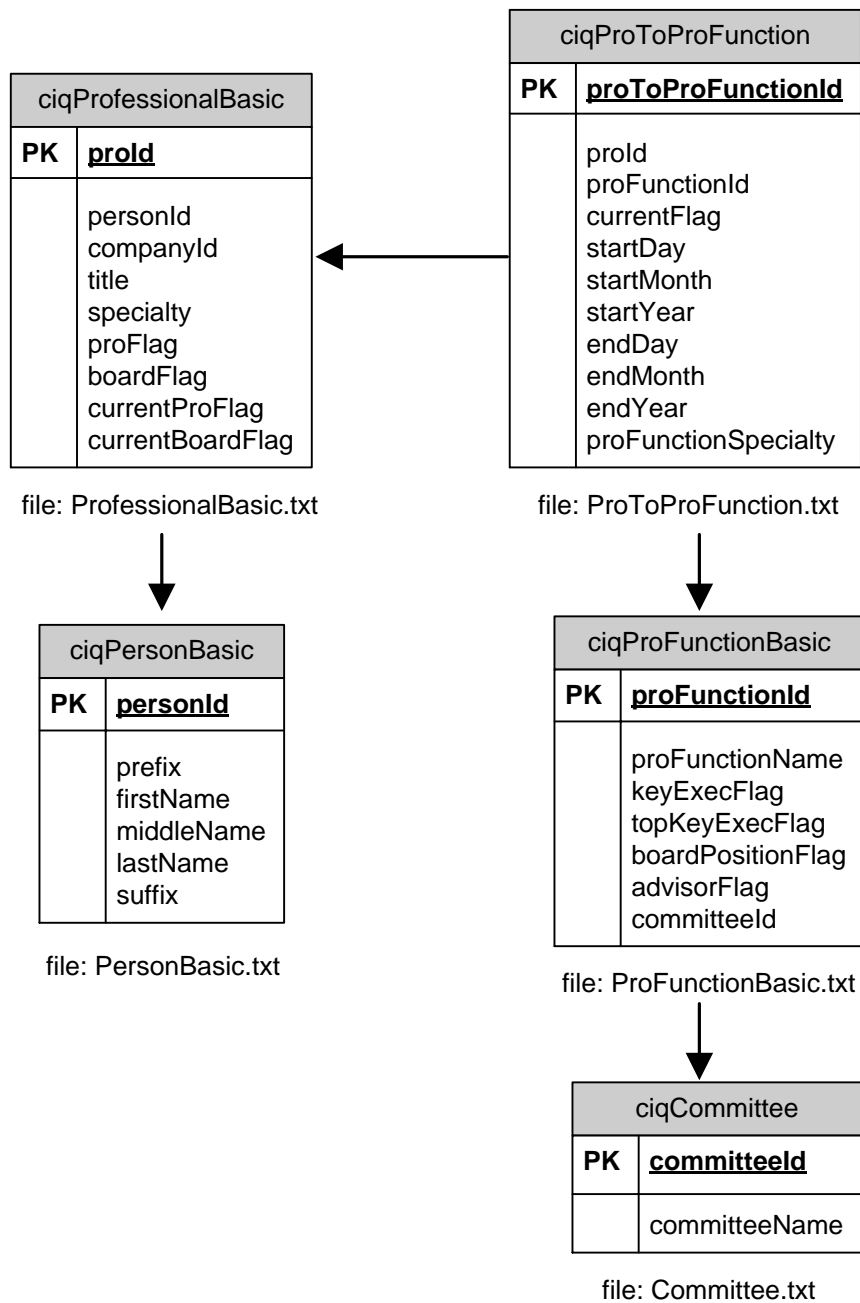 ciqProfessionalBasic
PK proId
personId
companyId
title
specialty
proFlag
boardFlag
currentProFlag
currentBoardFlag
file: ProfessionalBasic.txt
ciqProToProFunction
PK proToProFunctionId
proId
proFunctionId
currentFlag
startDay
startMonth
startYear
endDay
endMonth
endYear
proFunctionSpecialty
file: ProToProFunction.txt
ciqPersonBasic
PK personId
prefix
firstName
middleName
lastName
suffix
file: PersonBasic.txt
ciqProFunctionBasic
PK proFunctionId
proFunctionName
keyExecFlag
topKeyExecFlag
boardPositionFlag
advisorFlag
committeeId
file: ProFunctionBasic.txt
ciqCommittee
PK committeeId
committeeName
file: Committee.txt